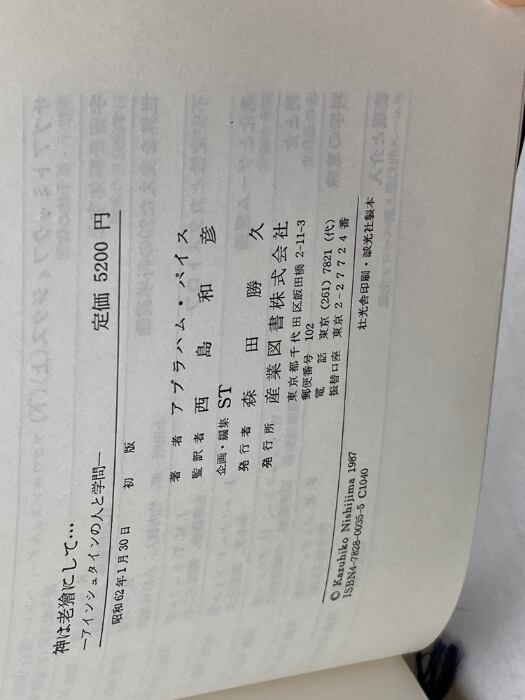 神は老獪にして…
―アインシュタインの人と学問―
昭和62年1月30日　初　版
定価 5200 円
著　者　アブラハム・パイス
監訳者　西　島　和　彦
企画・編集　ST
発行者　森　田　勝　久
発行所　産業図書株式会社
東京都千代田区飯田橋 2-11-3
郵便番号　102
電　話　東京 (261) 7821 (代)
振替口座　東京 2-27724 番
壮光舎印刷・誠光社製本
© Kazuhiko Nishijima 1987
ISBN4-7828-0035-5 C1040